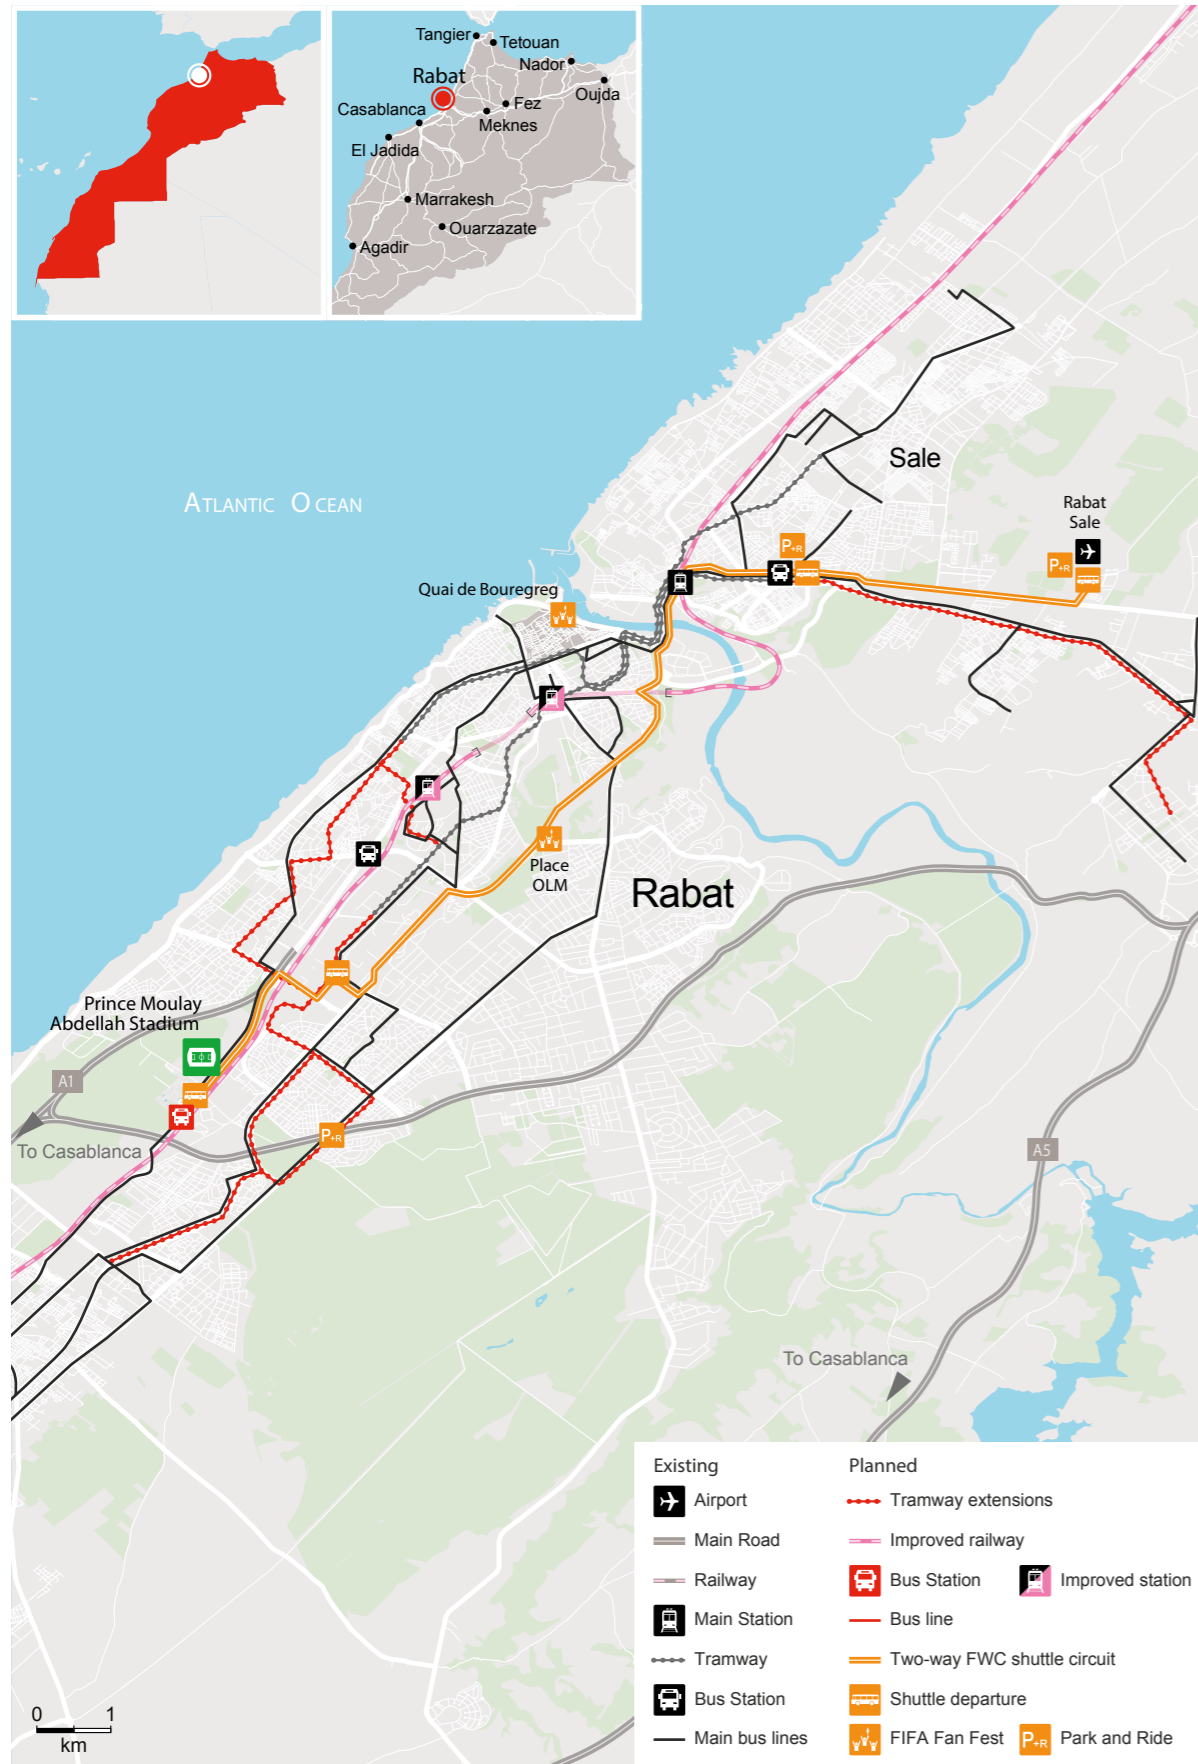 Tangier
Tetouan
Nador
Rabat
Oujda
Casablanca
Fez
Meknes
El Jadida
Marrakesh
Ouarzazate
Agadir
Sale
ATLANTIC OCEAN
Rabat
Sale
P+R
P+R
Quai de Bouregreg
Place
OLM
Rabat
Prince Moulay
Abdellah Stadium
A1
P+R
To Casablanca
A5
To Casablanca
Existing
Airport
Main Road
Railway
Main Station
Tramway
Bus Station
Main bus lines
Planned
Tramway extensions
Improved railway
Bus Station
Improved station
Bus line
Two-way FWC shuttle circuit
Shuttle departure
FIFA Fan Fest
P+R Park and Ride
0 1
km